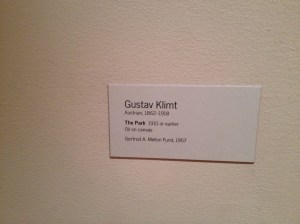 Gustav Klimt
Austrian, 1862–1918
The Park 1910 or earlier
Oil on canvas
Gertrud A. Mellon Fund, 1957